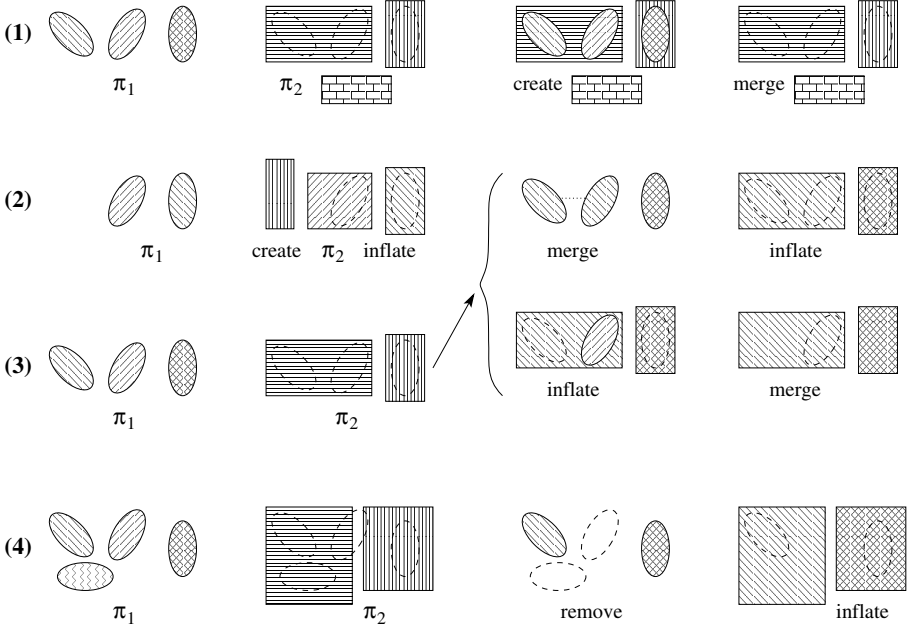 (1)
π₁
π₂
create
merge
(2)
π₁
create π₂ inflate
merge
inflate
(3)
π₁
π₂
inflate
merge
(4)
π₁
π₂
remove
inflate